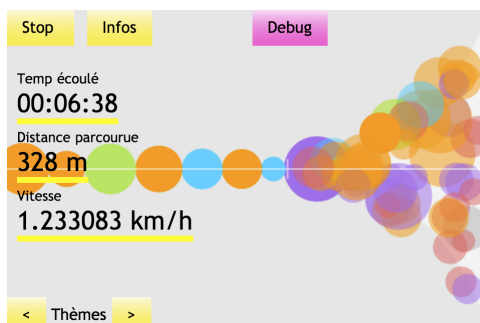 Stop Infos Debug
Temp écoulé
00:06:38
Distance parcourue
328 m
Vitesse
1.233083 km/h
< Thèmes >